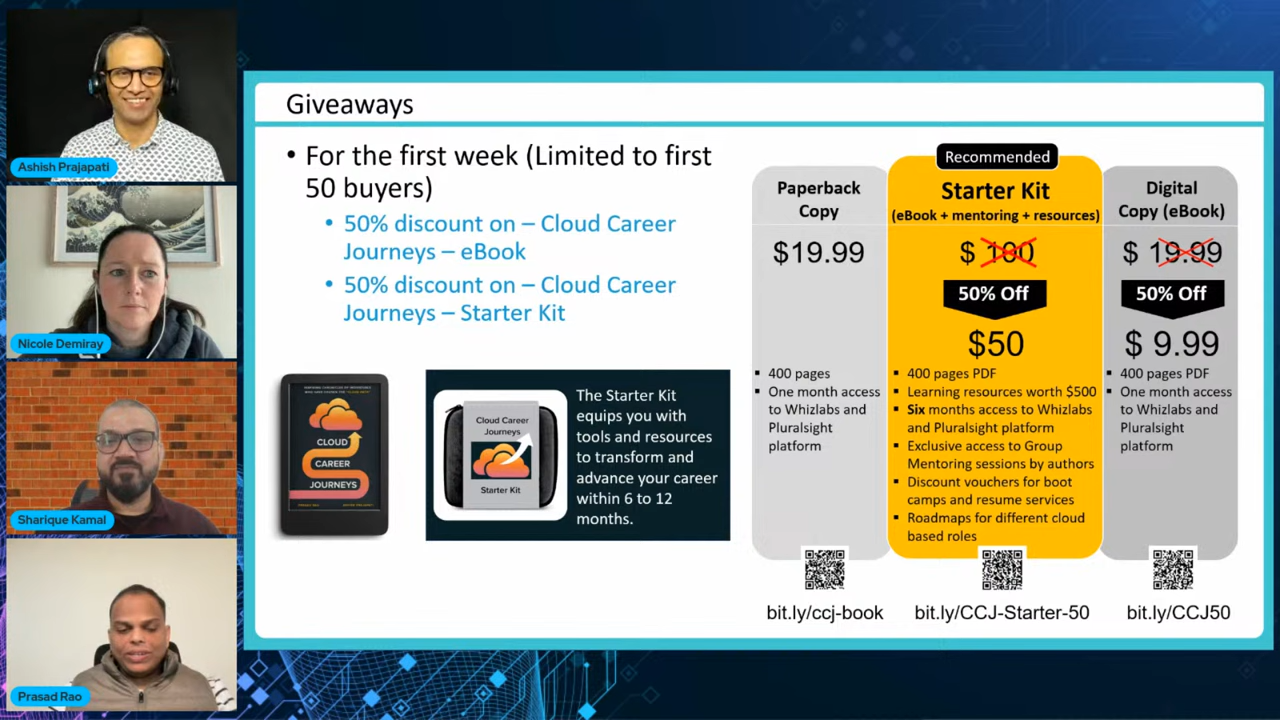 Ashish Prajapati
Nicole Demiray
Sharique Kamal
Prasad Rao
Giveaways
• For the first week (Limited to first
50 buyers)
• 50% discount on – Cloud Career
Journeys – eBook
• 50% discount on – Cloud Career
Journeys – Starter Kit
CLOUD
CAREER
JOURNEYS
Cloud Career
Journeys
Starter Kit
The Starter Kit
equips you with
tools and resources
to transform and
advance your career
within 6 to 12
months.
Paperback
Copy
$19.99
▪ 400 pages
▪ One month access
to Whizlabs and
Pluralsight
platform
bit.ly/ccj-book
Recommended
Starter Kit
(eBook + mentoring + resources)
$ 100
50% Off
$50
▪ 400 pages PDF
▪ Learning resources worth $500
▪ Six months access to Whizlabs
and Pluralsight platform
▪ Exclusive access to Group
Mentoring sessions by authors
▪ Discount vouchers for boot
camps and resume services
▪ Roadmaps for different cloud
based roles
bit.ly/CCJ-Starter-50
Digital
Copy (eBook)
$ 19.99
50% Off
$ 9.99
▪ 400 pages PDF
▪ One month access
to Whizlabs and
Pluralsight
platform
bit.ly/CCJ50